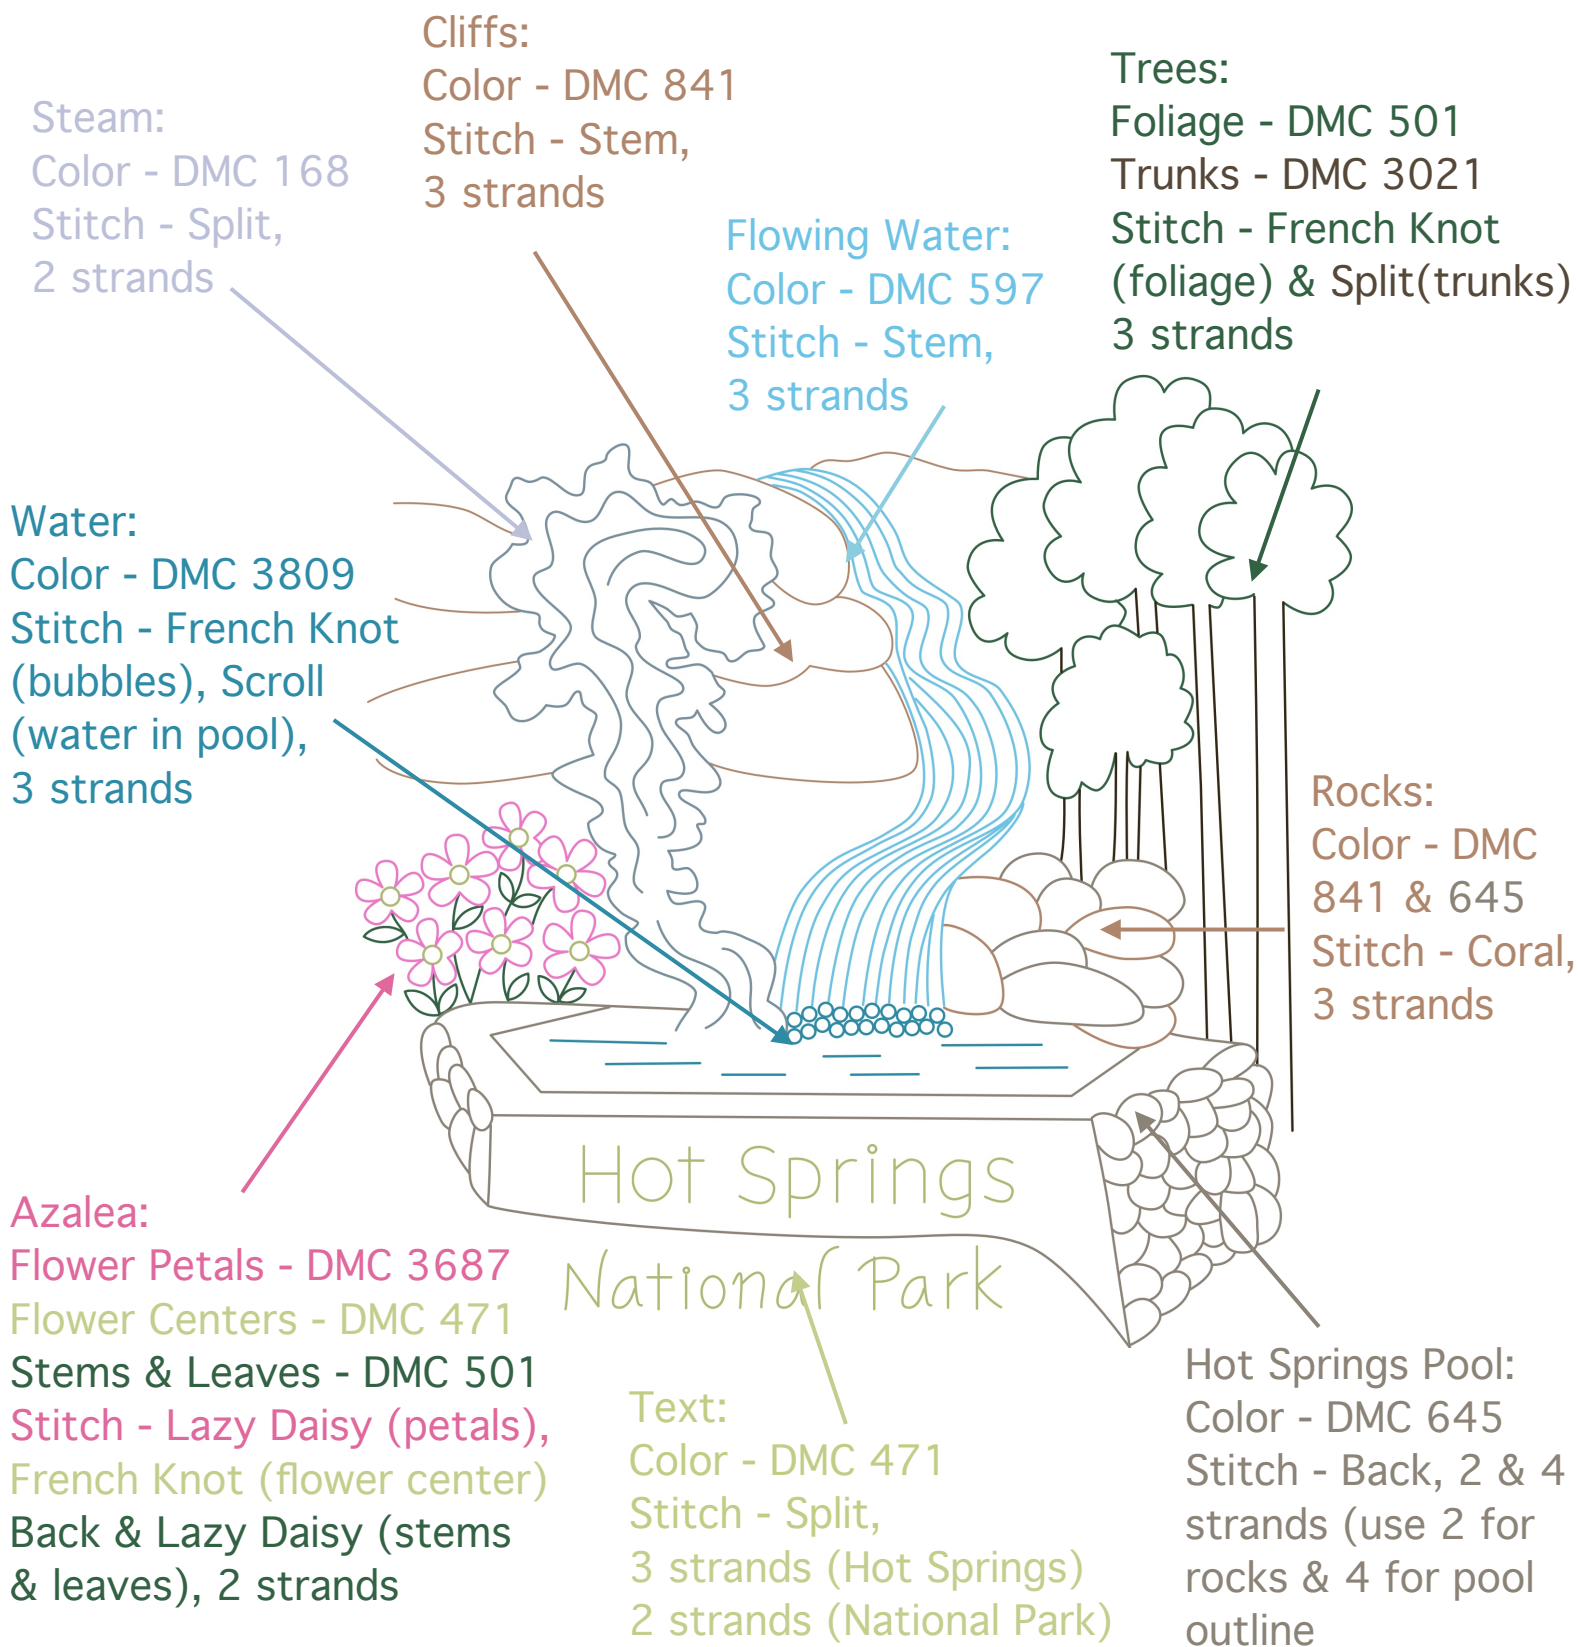 Cliffs:
Color - DMC 841
Stitch - Stem,
3 strands
Trees:
Foliage - DMC 501
Trunks - DMC 3021
Stitch - French Knot
(foliage) & Split(trunks)
3 strands
Steam:
Color - DMC 168
Stitch - Split,
2 strands
Flowing Water:
Color - DMC 597
Stitch - Stem,
3 strands
Water:
Color - DMC 3809
Stitch - French Knot
(bubbles), Scroll
(water in pool),
3 strands
Rocks:
Color - DMC
841 & 645
Stitch - Coral,
3 strands
Hot Springs
National Park
Azalea:
Flower Petals - DMC 3687
Flower Centers - DMC 471
Stems & Leaves - DMC 501
Stitch - Lazy Daisy (petals),
French Knot (flower center)
Back & Lazy Daisy (stems
& leaves), 2 strands
Text:
Color - DMC 471
Stitch - Split,
3 strands (Hot Springs)
2 strands (National Park)
Hot Springs Pool:
Color - DMC 645
Stitch - Back, 2 & 4
strands (use 2 for
rocks & 4 for pool
outline